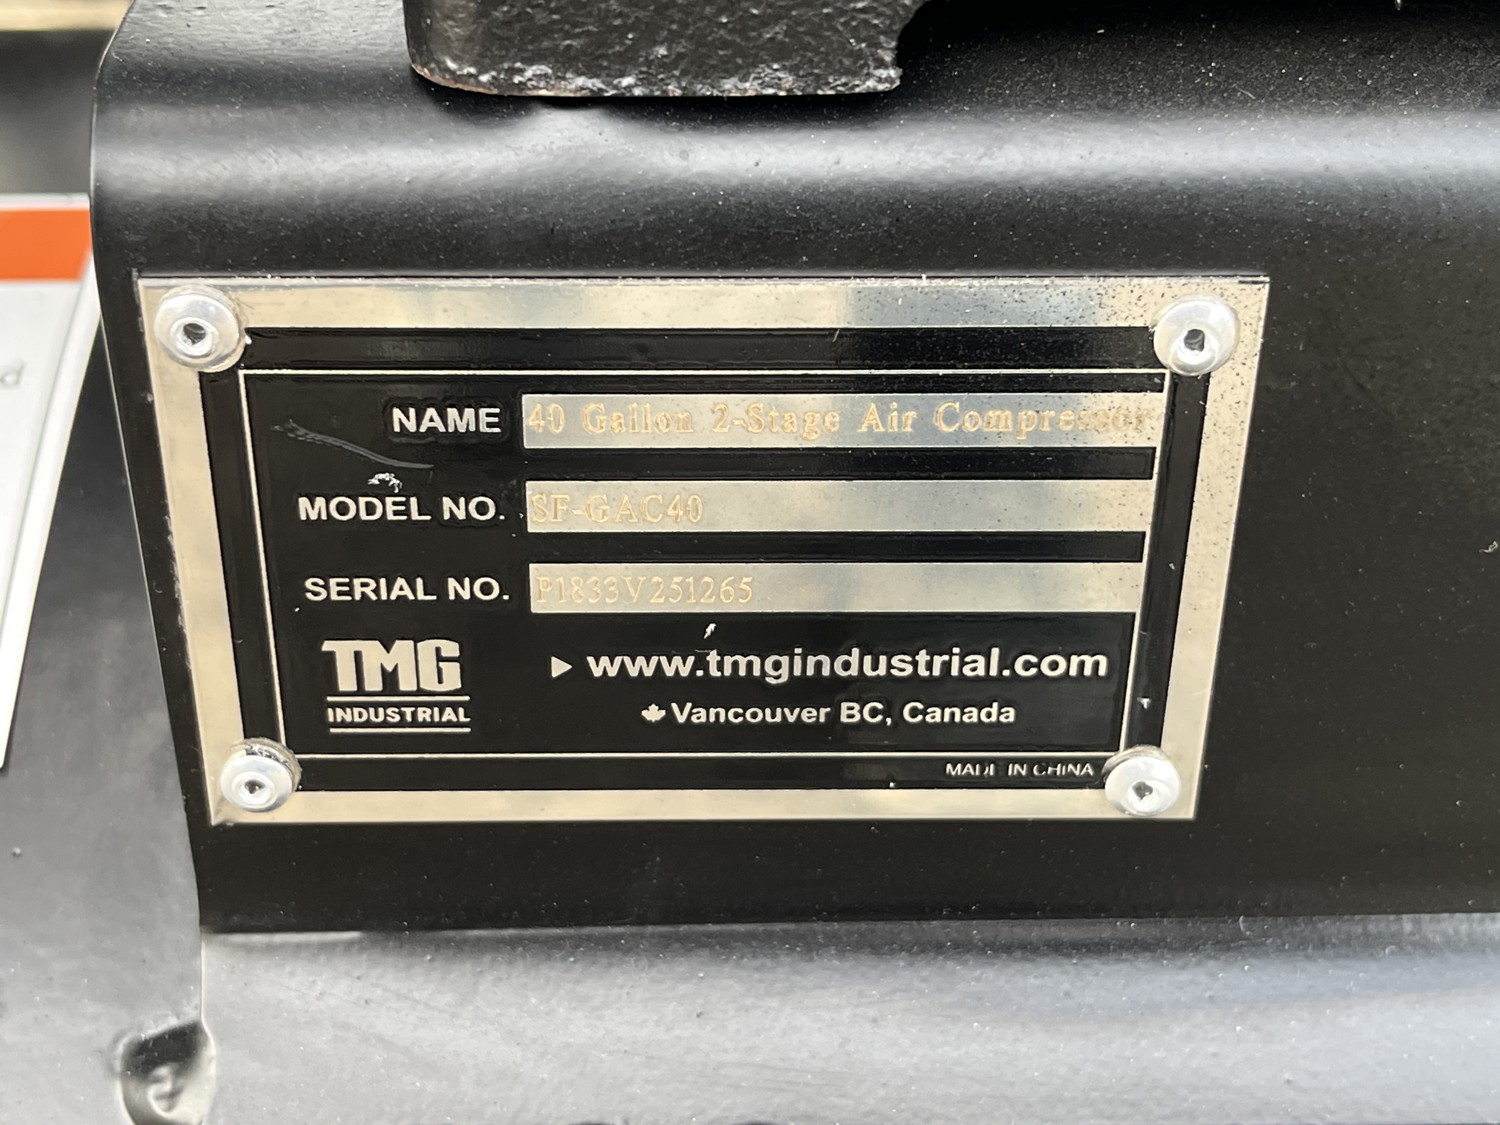 NAME 40 Gallon 2-Stage Air Compressor
MODEL NO. SF-GAC40
SERIAL NO. P1833V251265
TMG
INDUSTRIAL
www.tmgindustrial.com
Vancouver BC, Canada
MADE IN CHINA